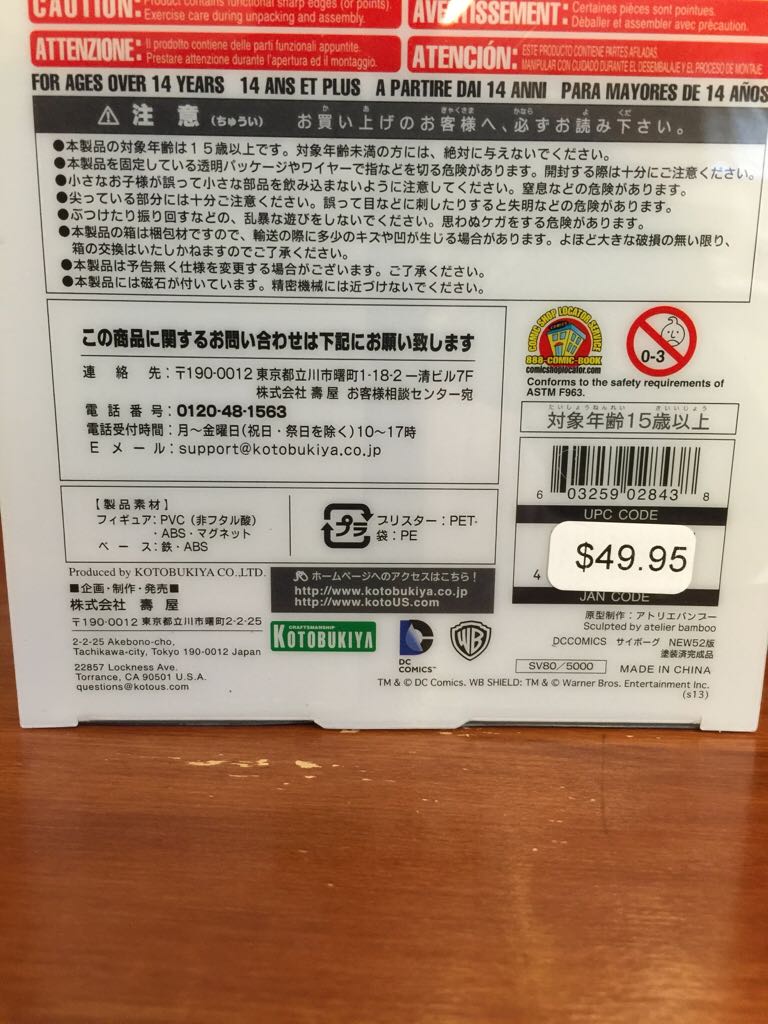 CAUTION: Product contains functional sharp edges (or points).
Exercise care during unpacking and assembly.
AVERTISSEMENT: Certaines pièces sont pointues.
Déballer et assembler avec précaution.
ATTENZIONE: Il prodotto contiene delle parti funzionali appuntite.
Prestare attenzione durante l'apertura ed il montaggio.
ATENCIÓN: ESTE PRODUCTO CONTIENE PARTES AFILADAS.
MANIPULAR CON CUIDADO DURANTE EL DESEMBALAJE Y EL PROCESO DE MONTAJE
FOR AGES OVER 14 YEARS 14 ANS ET PLUS A PARTIRE DAI 14 ANNI PARA MAYORES DE 14 AÑOS
注意(ちゅうい) お買い上げのお客様へ、必ずお読み下さい。
●本製品の対象年齢は15歳以上です。対象年齢未満の方には、絶対に与えないでください。
●本製品を固定している透明パッケージやワイヤーで指などを切る危険があります。開封する際は十分にご注意ください。
●小さなお子様が誤って小さな部品を飲み込まないように注意してください。窒息などの危険があります。
●尖っている部分には十分ご注意ください。誤って目などに刺したりすると失明などの危険があります。
●ぶつけたり振り回すなどの、乱暴な遊びをしないでください。思わぬケガをする危険があります。
●本製品の箱は梱包材ですので、輸送の際に多少のキズや凹が生じる場合があります。よほど大きな破損の無い限り、
箱の交換はいたしかねますのでご了承ください。
●本製品は予告無く仕様を変更する場合がございます。ご了承ください。
●本製品には磁石が付いています。精密機械には近づけないでください。
この商品に関するお問い合わせは下記にお願い致します
連絡先:〒190-0012 東京都立川市曙町1-18-2 一清ビル7F
株式会社 壽屋 お客様相談センター宛
電話番号:0120-48-1563
電話受付時間:月〜金曜日(祝日・祭日を除く)10〜17時
Eメール:support@kotobukiya.co.jp
COMIC SHOP LOCATOR SERVICE
COMICS
888-COMIC-BOOK
comicshoplocator.com
0-3
Conforms to the safety requirements of
ASTM F963.
たいしょうねんれい さいいじょう
対象年齢15歳以上
6 03259 02843 8
UPC CODE
$49.95
4
JAN CODE
【製品素材】
フィギュア:PVC(非フタル酸)
・ABS・マグネット
ベース:鉄・ABS
プラ
ブリスター:PET・
袋:PE
Produced by KOTOBUKIYA CO.,LTD.
■企画・制作・発売■
株式会社 壽屋
〒190-0012 東京都立川市曙町2-2-25
2-2-25 Akebono-cho,
Tachikawa-city, Tokyo 190-0012 Japan
22857 Lockness Ave.
Torrance, CA 90501 U.S.A.
questions@kotous.com
ホームページへのアクセスはこちら!
http://www.kotobukiya.co.jp
http://www.kotoUS.com
CRAFTSMANSHIP
KOTOBUKIYA
DC
COMICS™
WB
原型制作:アトリエバンブー
Sculpted by atelier bamboo
DCCOMICS サイボーグ NEW52版
塗装済完成品
SV80/5000
MADE IN CHINA
TM & © DC Comics. WB SHIELD: TM & © Warner Bros. Entertainment Inc.
(s13)